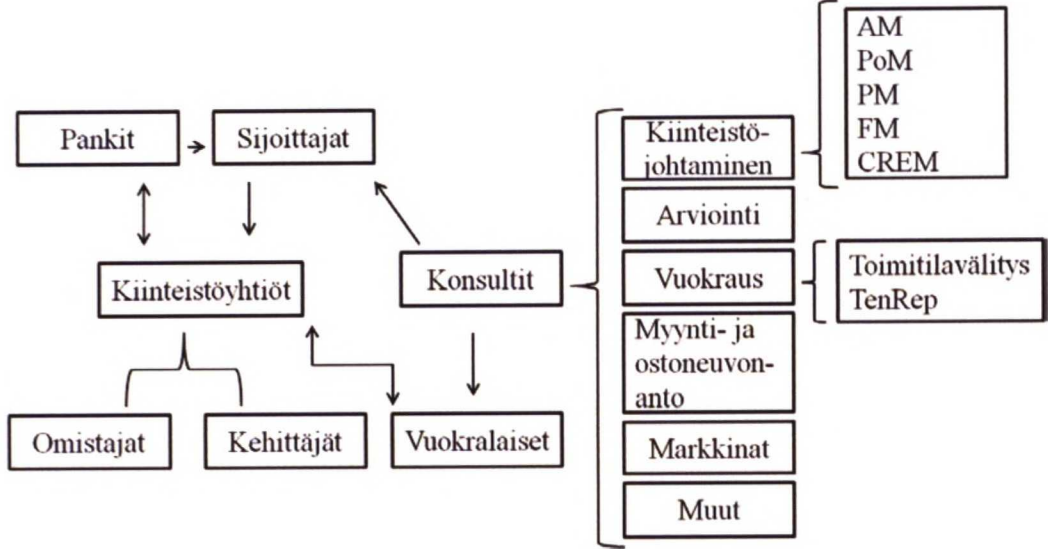 AM
PoM
PM
FM
CREM
Pankit
Sijoittajat
Kiinteistö-
johtaminen
Arviointi
Kiinteistöyhtiöt
Konsultit
Vuokraus
Toimitilavälitys
TenRep
Myynti- ja
ostoneuvon-
anto
Omistajat
Kehittäjät
Vuokralaiset
Markkinat
Muut